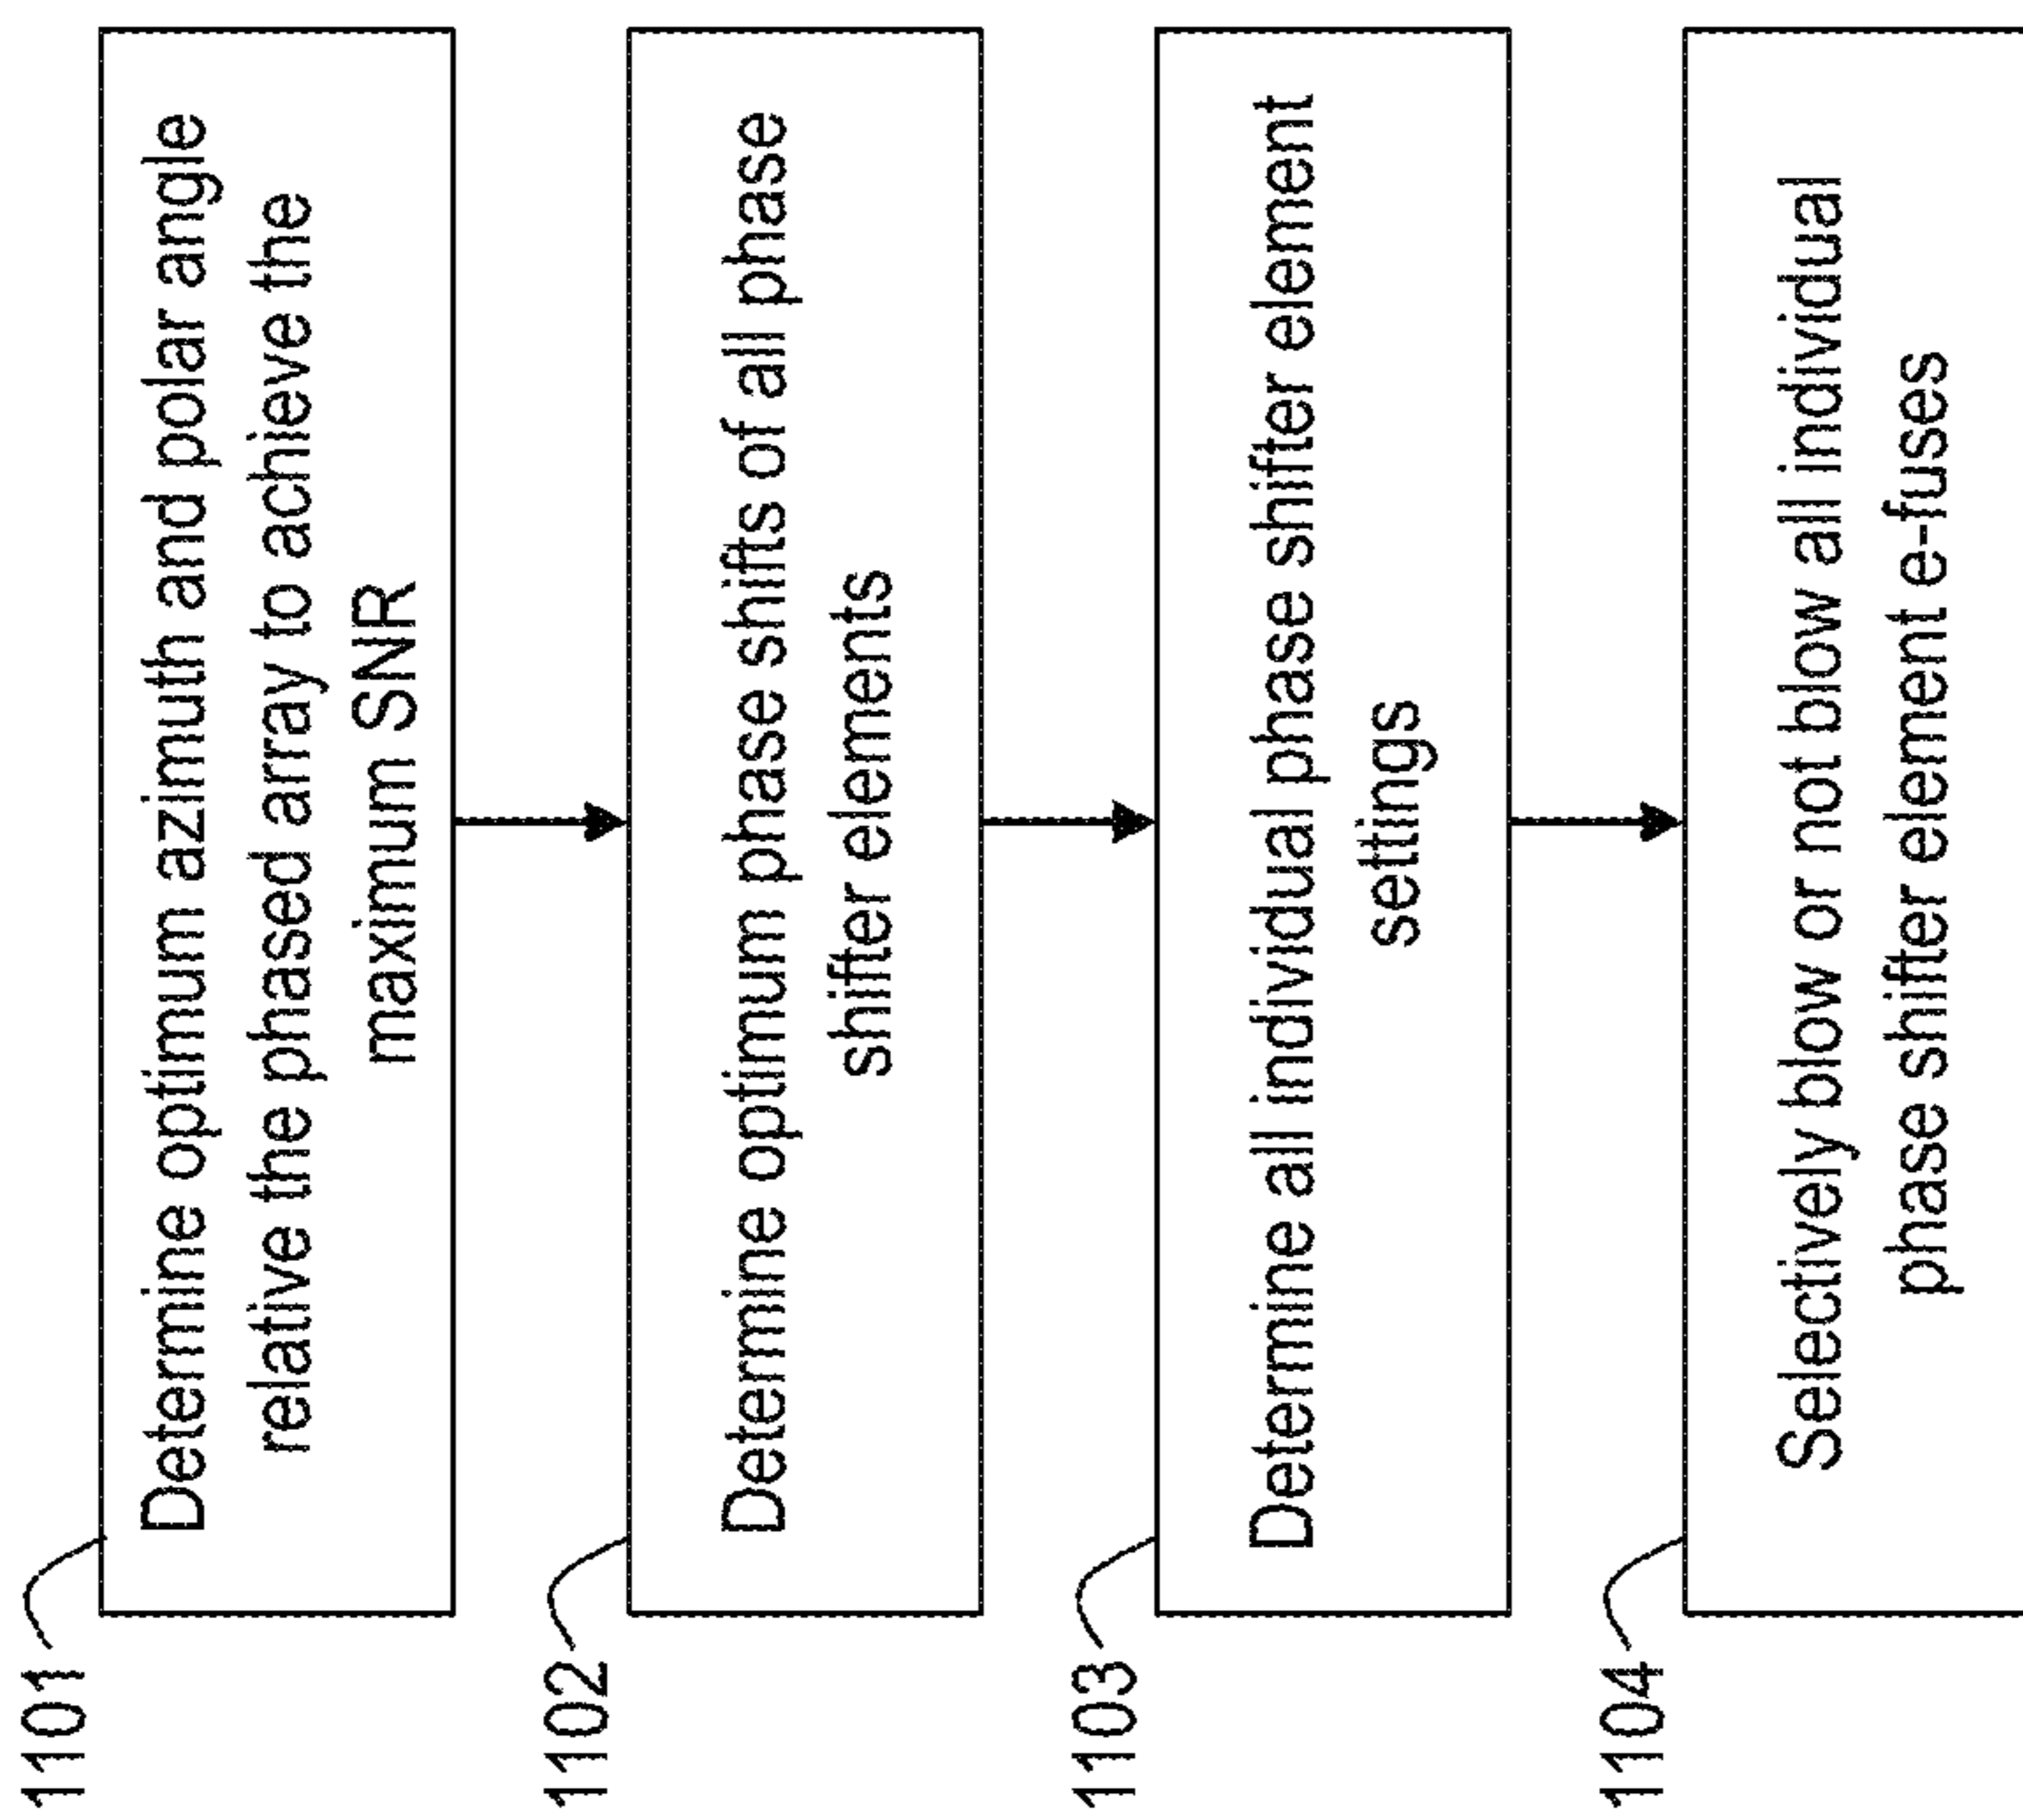 1101
Determine optimum azimuth and polar angle
relative the phased array to achieve the
maximum SNR
1102
Determine optimum phase shifts of all phase
shifter elements
1103
Determine all individual phase shifter element
settings
1104
Selectively blow or not blow all individual
phase shifter element e-fuses